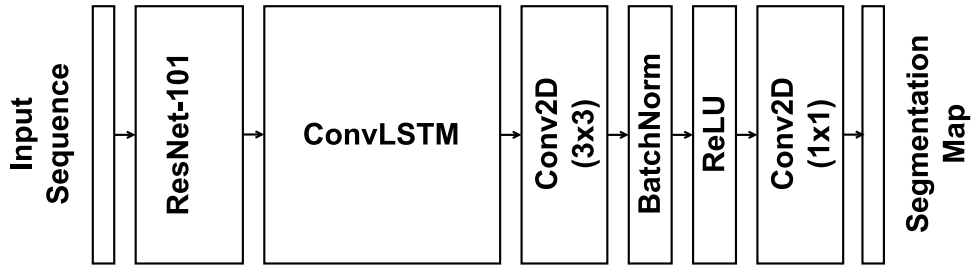 Input
Sequence
ResNet-101
ConvLSTM
Conv2D
(3x3)
BatchNorm
ReLU
Conv2D
(1x1)
Segmentation
Map